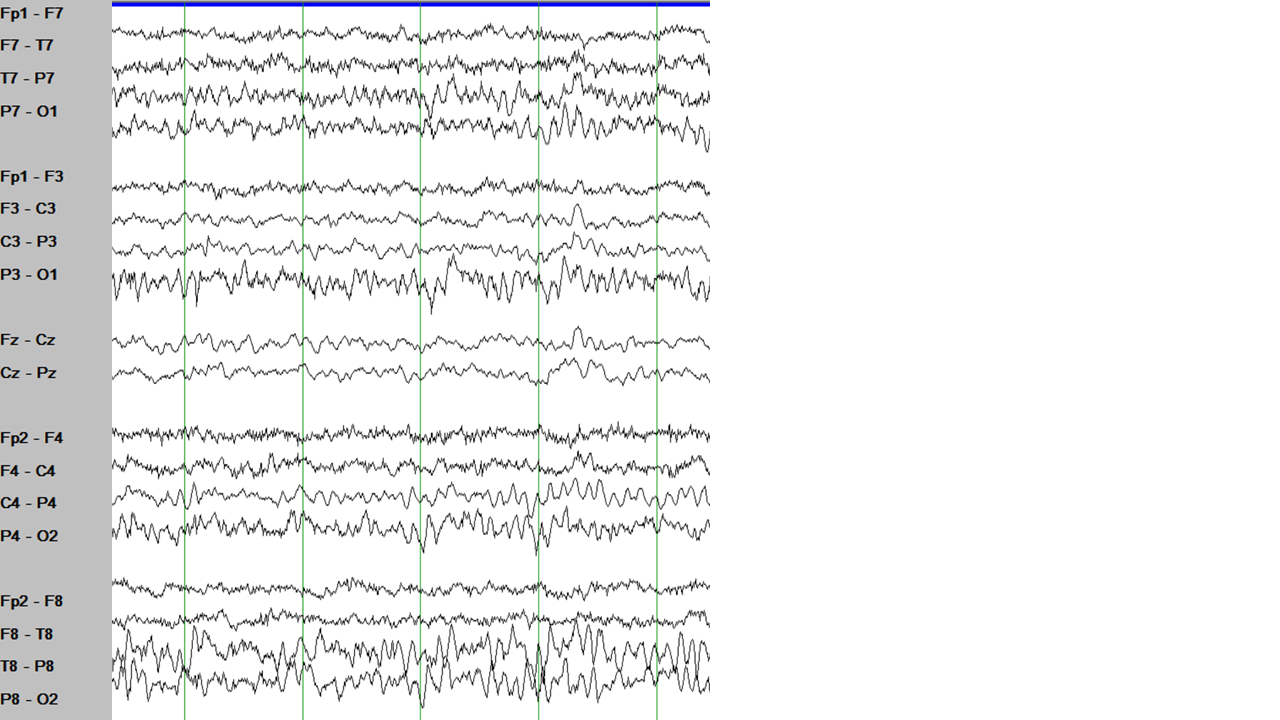 Fp1 - F7
F7 - T7
T7 - P7
P7 - O1
Fp1 - F3
F3 - C3
C3 - P3
P3 - O1
Fz - Cz
Cz - Pz
Fp2 - F4
F4 - C4
C4 - P4
P4 - O2
Fp2 - F8
F8 - T8
T8 - P8
P8 - O2